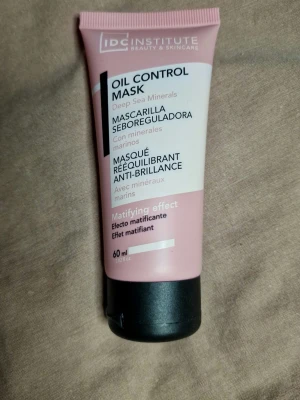 IDC INSTITUTE
BEAUTY & SKINCARE
OIL CONTROL
MASK
Deep Sea Minerals
MASCARILLA
SEBOREGULADORA
Con minerales
marinos
MASQUÉ
RÉÉQUILIBRANT
ANTI-BRILLANCE
Avec minéraux
marins
Matifying effect
Efecto matificante
Effet matifiant
60 ml